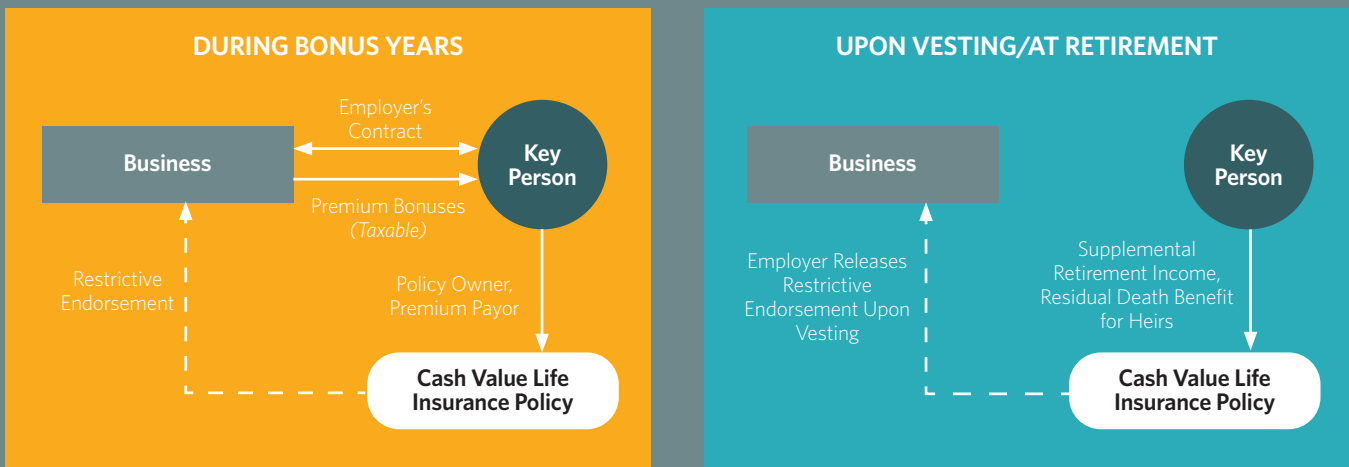 DURING BONUS YEARS
Employer's
Contract
Business
Key
Person
Premium Bonuses
(Taxable)
Restrictive
Endorsement
Policy Owner,
Premium Payor
Cash Value Life
Insurance Policy
UPON VESTING/AT RETIREMENT
Business
Key
Person
Employer Releases
Restrictive
Endorsement Upon
Vesting
Supplemental
Retirement Income,
Residual Death Benefit
for Heirs
Cash Value Life
Insurance Policy